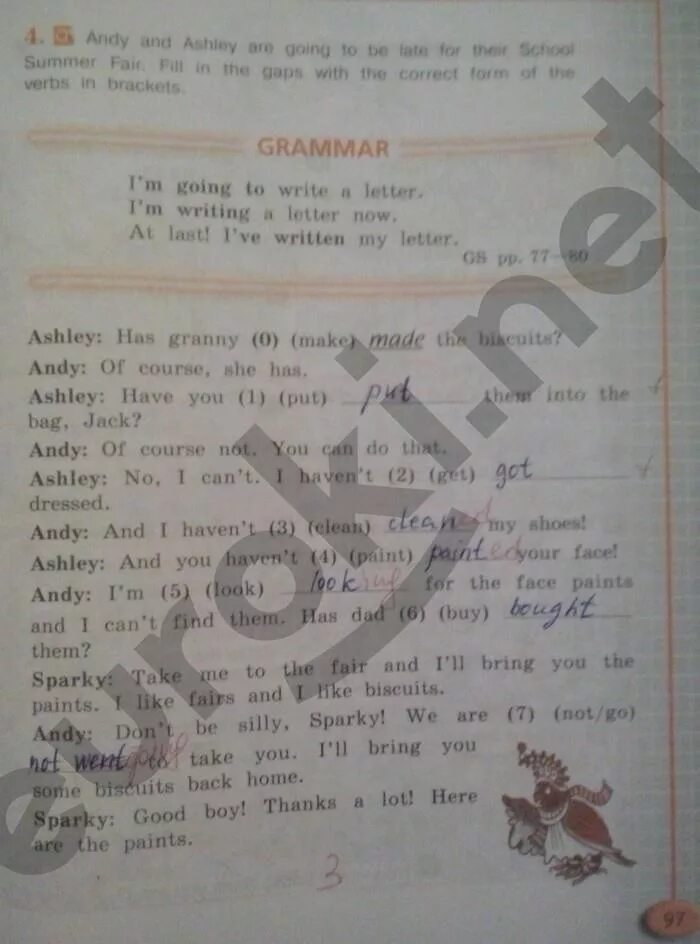 4. Andy and Ashley are going to be late for their School
Summer Fair. Fill in the gaps with the correct form of the
verbs in brackets.
GRAMMAR
I'm going to write a letter.
I'm writing a letter now.
At last! I've written my letter.
GS pp. 77–80
Ashley: Has granny (0) (make) made the biscuits?
Andy: Of course, she has.
Ashley: Have you (1) (put) put them into the
bag, Jack?
Andy: Of course not. You can do that.
Ashley: No, I can't. I haven't (2) (get) got
dressed.
Andy: And I haven't (3) (clean) cleaned my shoes!
Ashley: And you haven't (4) (paint) painted your face!
Andy: I'm (5) (look) looking for the face paints
and I can't find them. Has dad (6) (buy) bought
them?
Sparky: Take me to the fair and I'll bring you the
paints. I like fairs and I like biscuits.
Andy: Don't be silly, Sparky! We are (7) (not/go)
not went going to take you. I'll bring you
some biscuits back home.
Sparky: Good boy! Thanks a lot! Here
are the paints.
3
97
euroki.net